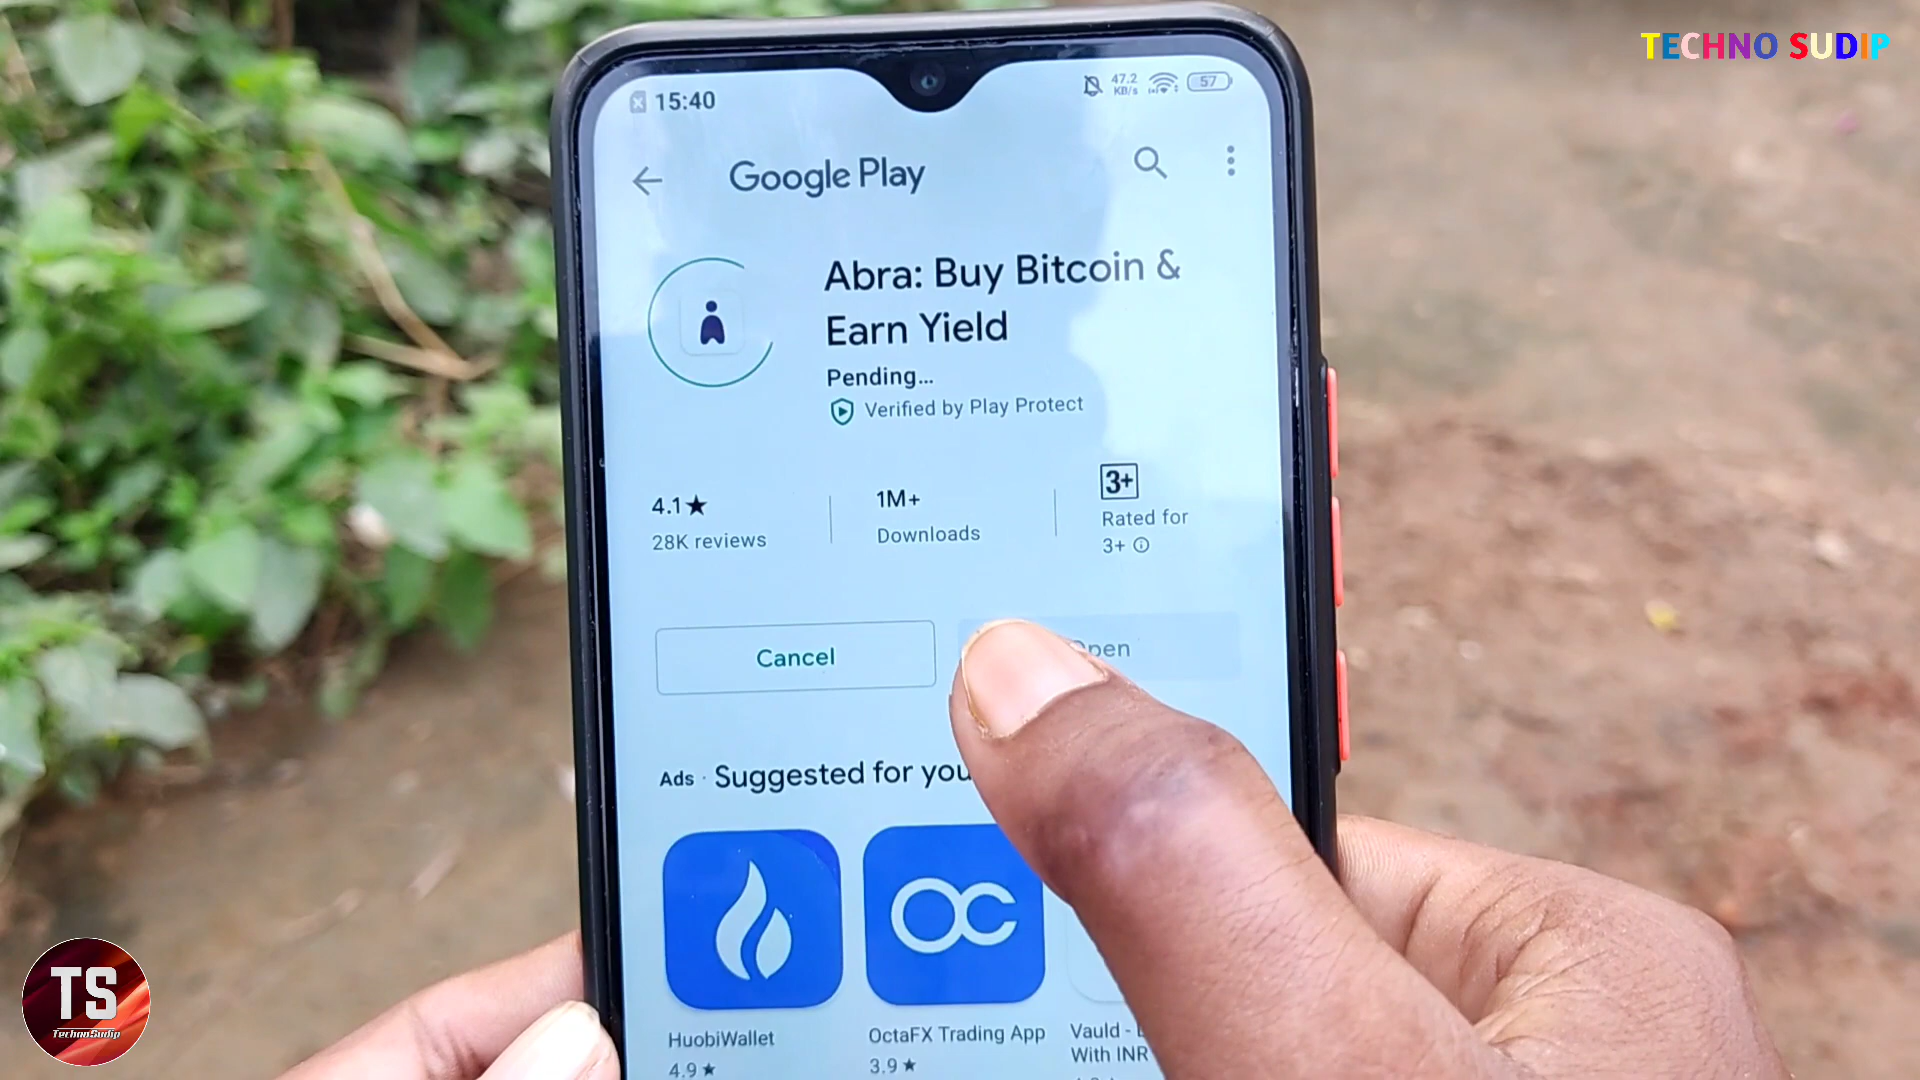 TECHNO SUDIP
15:40
47.2
KB/s
57
Google Play
Abra: Buy Bitcoin &
Earn Yield
Pending...
Verified by Play Protect
4.1★
28K reviews
1M+
Downloads
3+
Rated for
3+
Cancel
Open
Ads · Suggested for you
HuobiWallet
4.9 ★
OctaFX Trading App
3.9 ★
Vauld -
With INR
TS
TechnoSudip